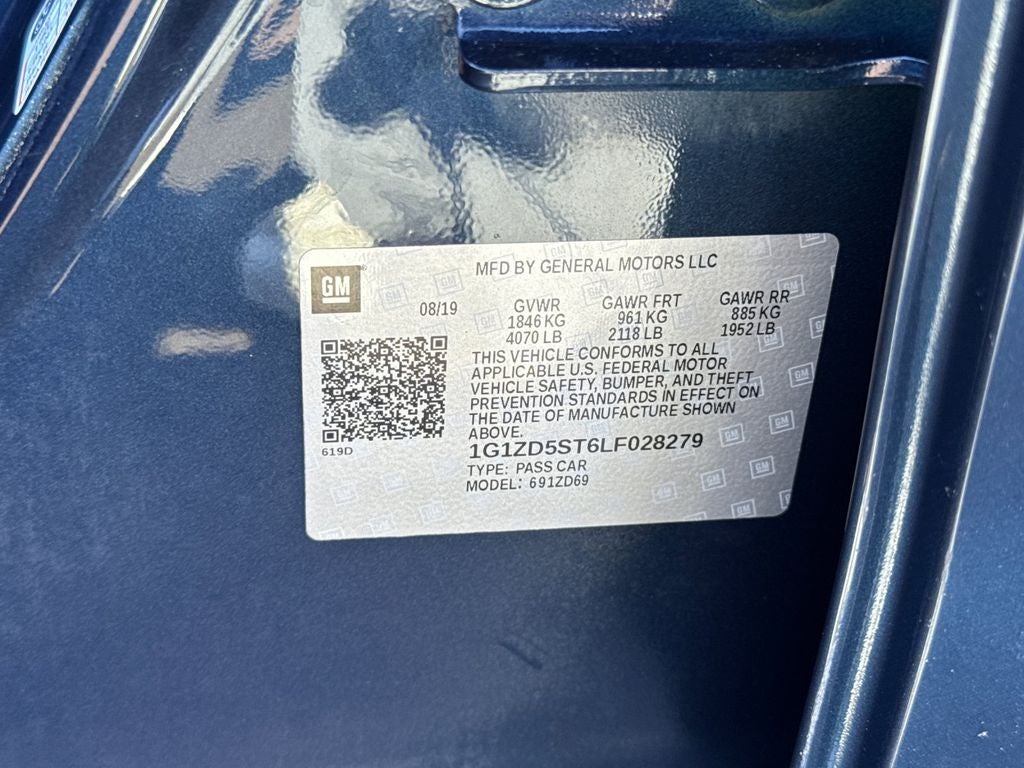 GM
MFD BY GENERAL MOTORS LLC
08/19 GVWR GAWR FRT GAWR RR
1846 KG 961 KG 885 KG
4070 LB 2118 LB 1952 LB
THIS VEHICLE CONFORMS TO ALL
APPLICABLE U.S. FEDERAL MOTOR
VEHICLE SAFETY, BUMPER, AND THEFT
PREVENTION STANDARDS IN EFFECT ON
THE DATE OF MANUFACTURE SHOWN
ABOVE.
619D
1G1ZD5ST6LF028279
TYPE: PASS CAR
MODEL: 691ZD69